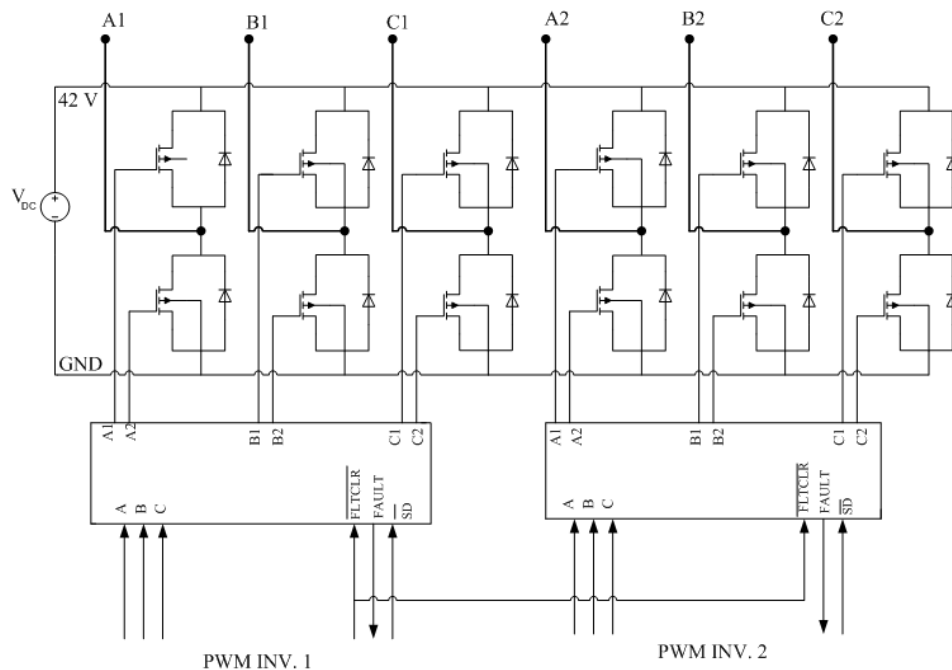 A1 B1 C1 A2 B2 C2
42 V
V DC
+
−
GND
A1 A2 B1 B2 C1 C2
A1 A2 B1 B2 C1 C2
A B C FLTCLR FAULT SD
A B C FLTCLR FAULT SD
PWM INV. 1
PWM INV. 2